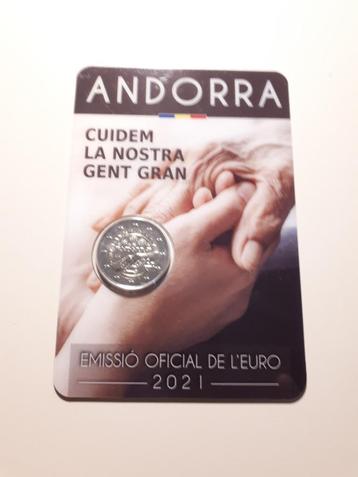 ANDORRA
CUIDEM
LA NOSTRA
GENT GRAN
EMISSIÓ OFICIAL DE L'EURO
2021